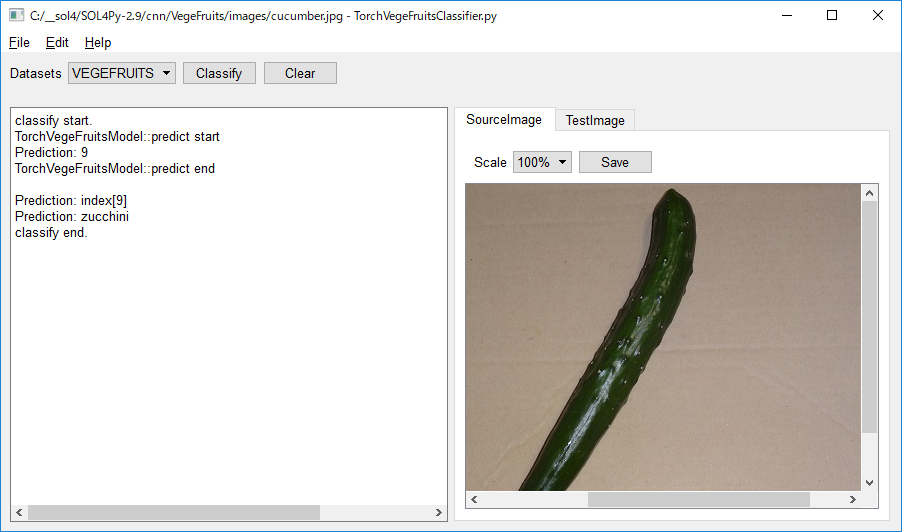 C:/__sol4/SOL4Py-2.9/cnn/VegeFruits/images/cucumber.jpg - TorchVegeFruitsClassifier.py
File Edit Help
Datasets VEGEFRUITS Classify Clear
classify start.
TorchVegeFruitsModel::predict start
Prediction: 9
TorchVegeFruitsModel::predict end
Prediction: index[9]
Prediction: zucchini
classify end.
SourceImage TestImage
Scale 100% Save